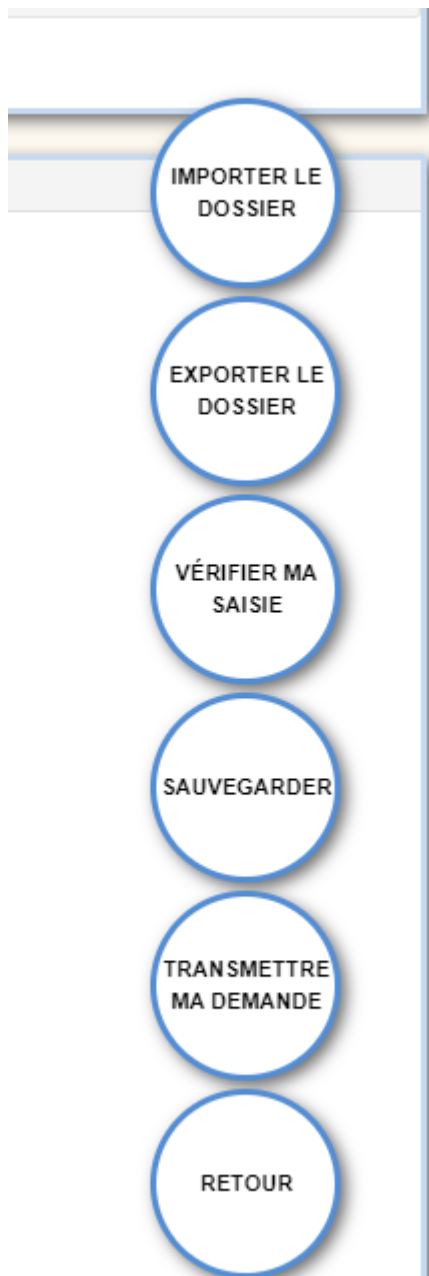 IMPORTER LE
DOSSIER
EXPORTER LE
DOSSIER
VÉRIFIER MA
SAISIE
SAUVEGARDER
TRANSMETTRE
MA DEMANDE
RETOUR